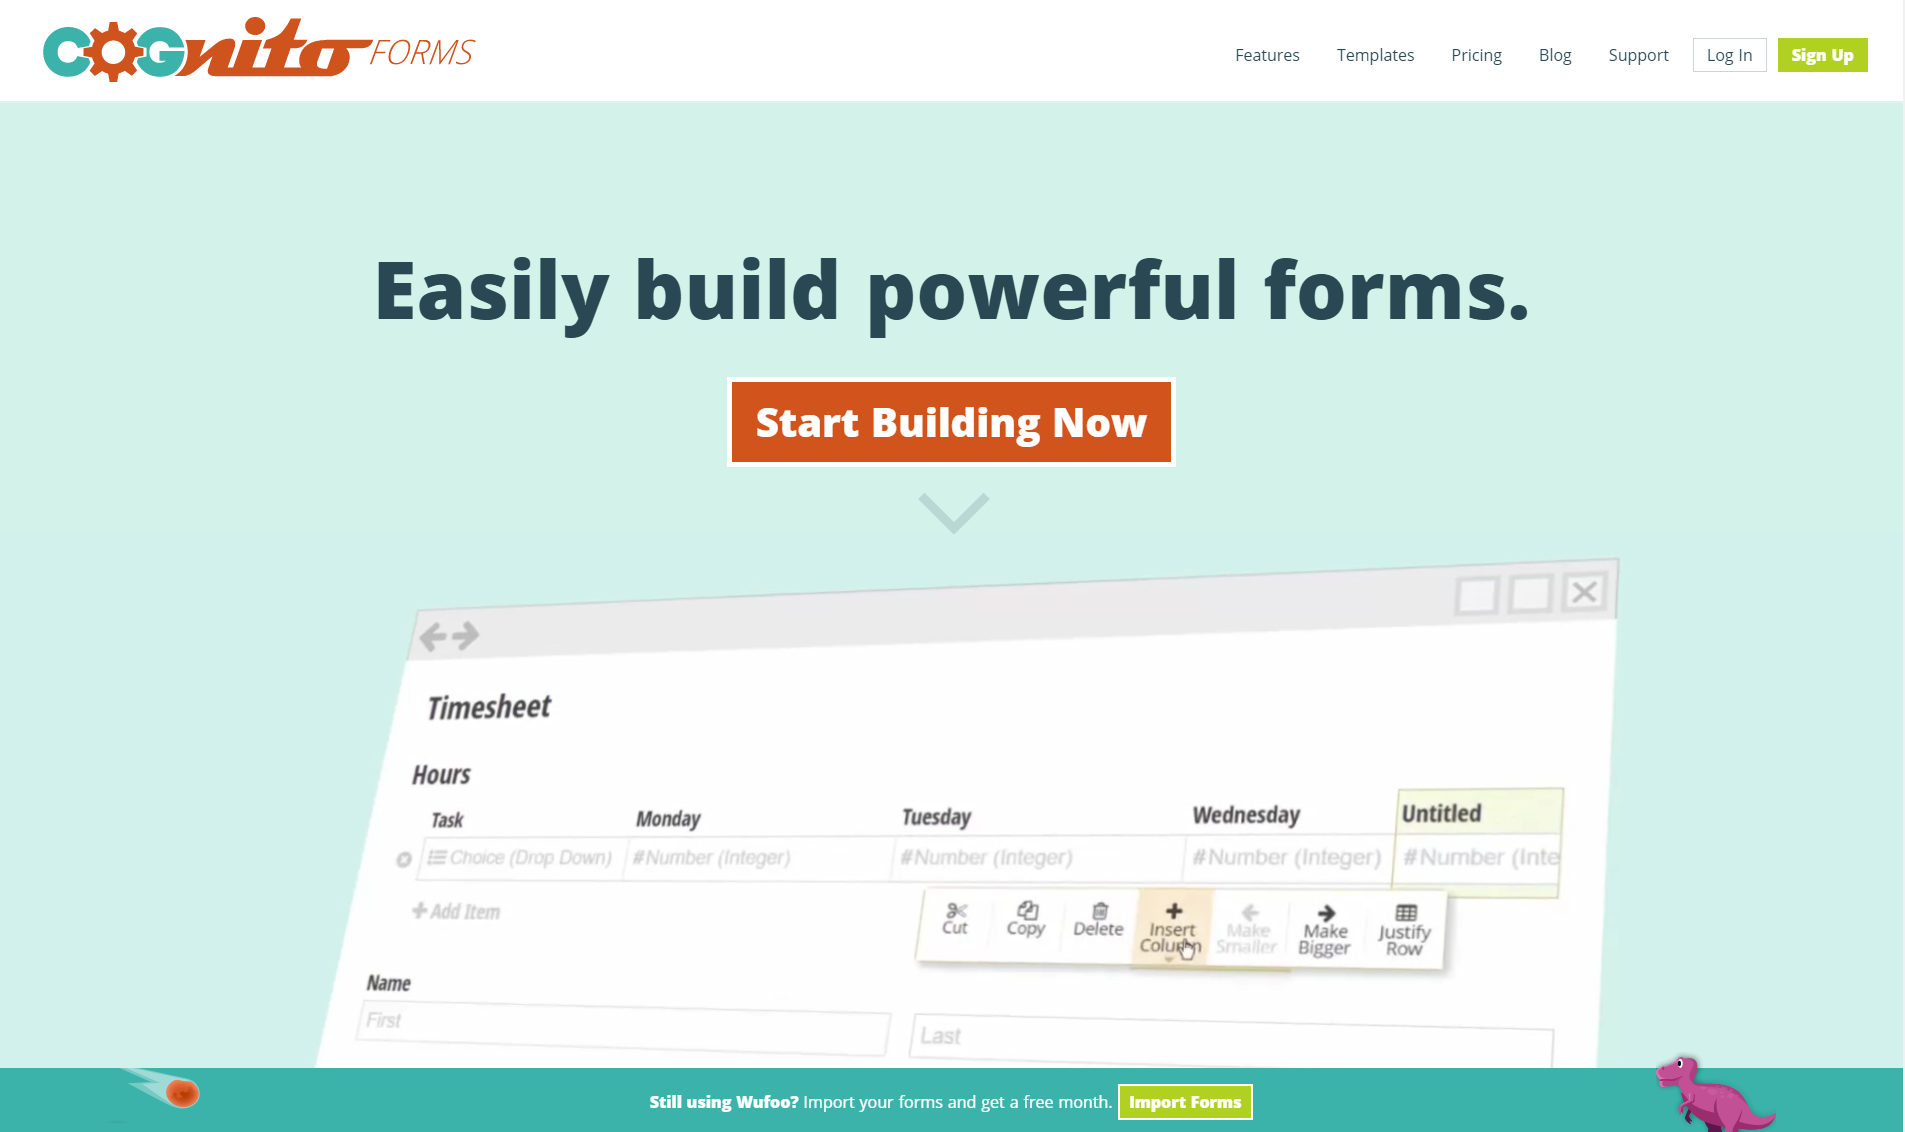 COGnito FORMS
Features Templates Pricing Blog Support Log In Sign Up
Easily build powerful forms.
Start Building Now
Timesheet
Hours
Task Monday Tuesday Wednesday Untitled
Choice (Drop Down) #Number (Integer) #Number (Integer) #Number (Integer) #Number (Inte
Add Item
Cut Copy Delete Insert Column Make Smaller Make Bigger Justify Row
Name
First Last
Still using Wufoo? Import your forms and get a free month. Import Forms